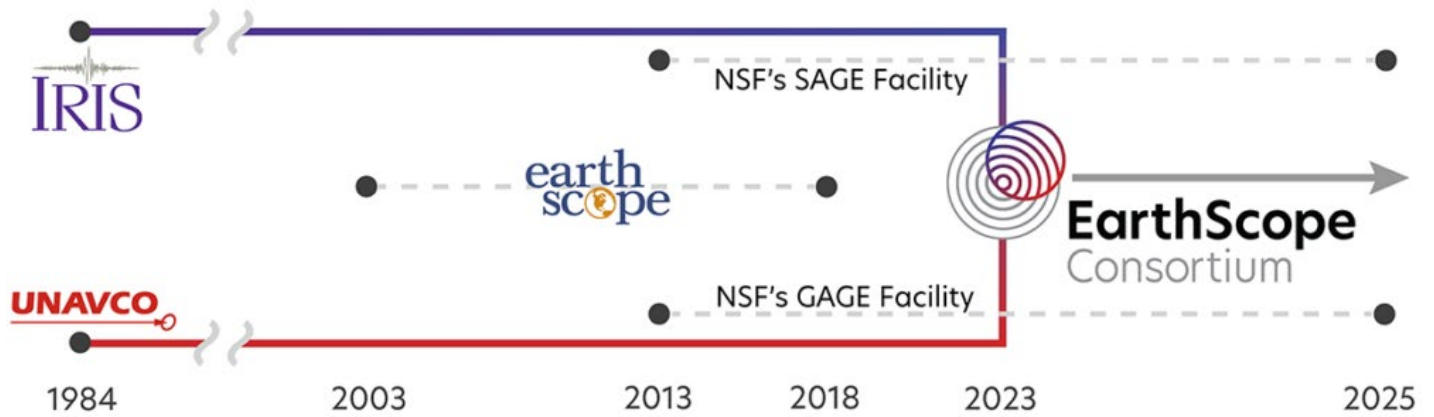 IRIS
NSF's SAGE Facility
earth
scope
EarthScope
Consortium
UNAVCO
NSF's GAGE Facility
1984 2003 2013 2018 2023 2025